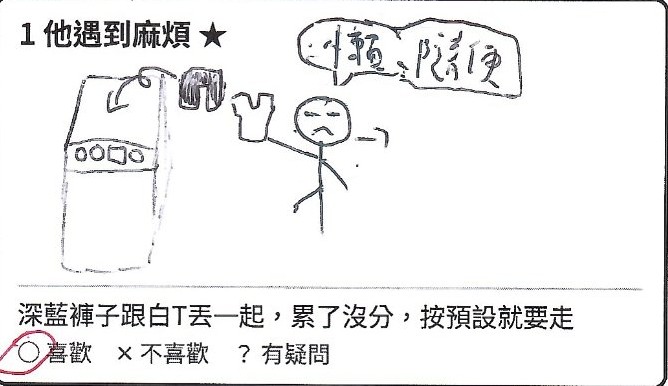 1 他遇到麻煩 ★
懶、隨便
深藍褲子跟白T丟一起，累了沒分，按預設就要走
○ 喜歡 × 不喜歡 ? 有疑問